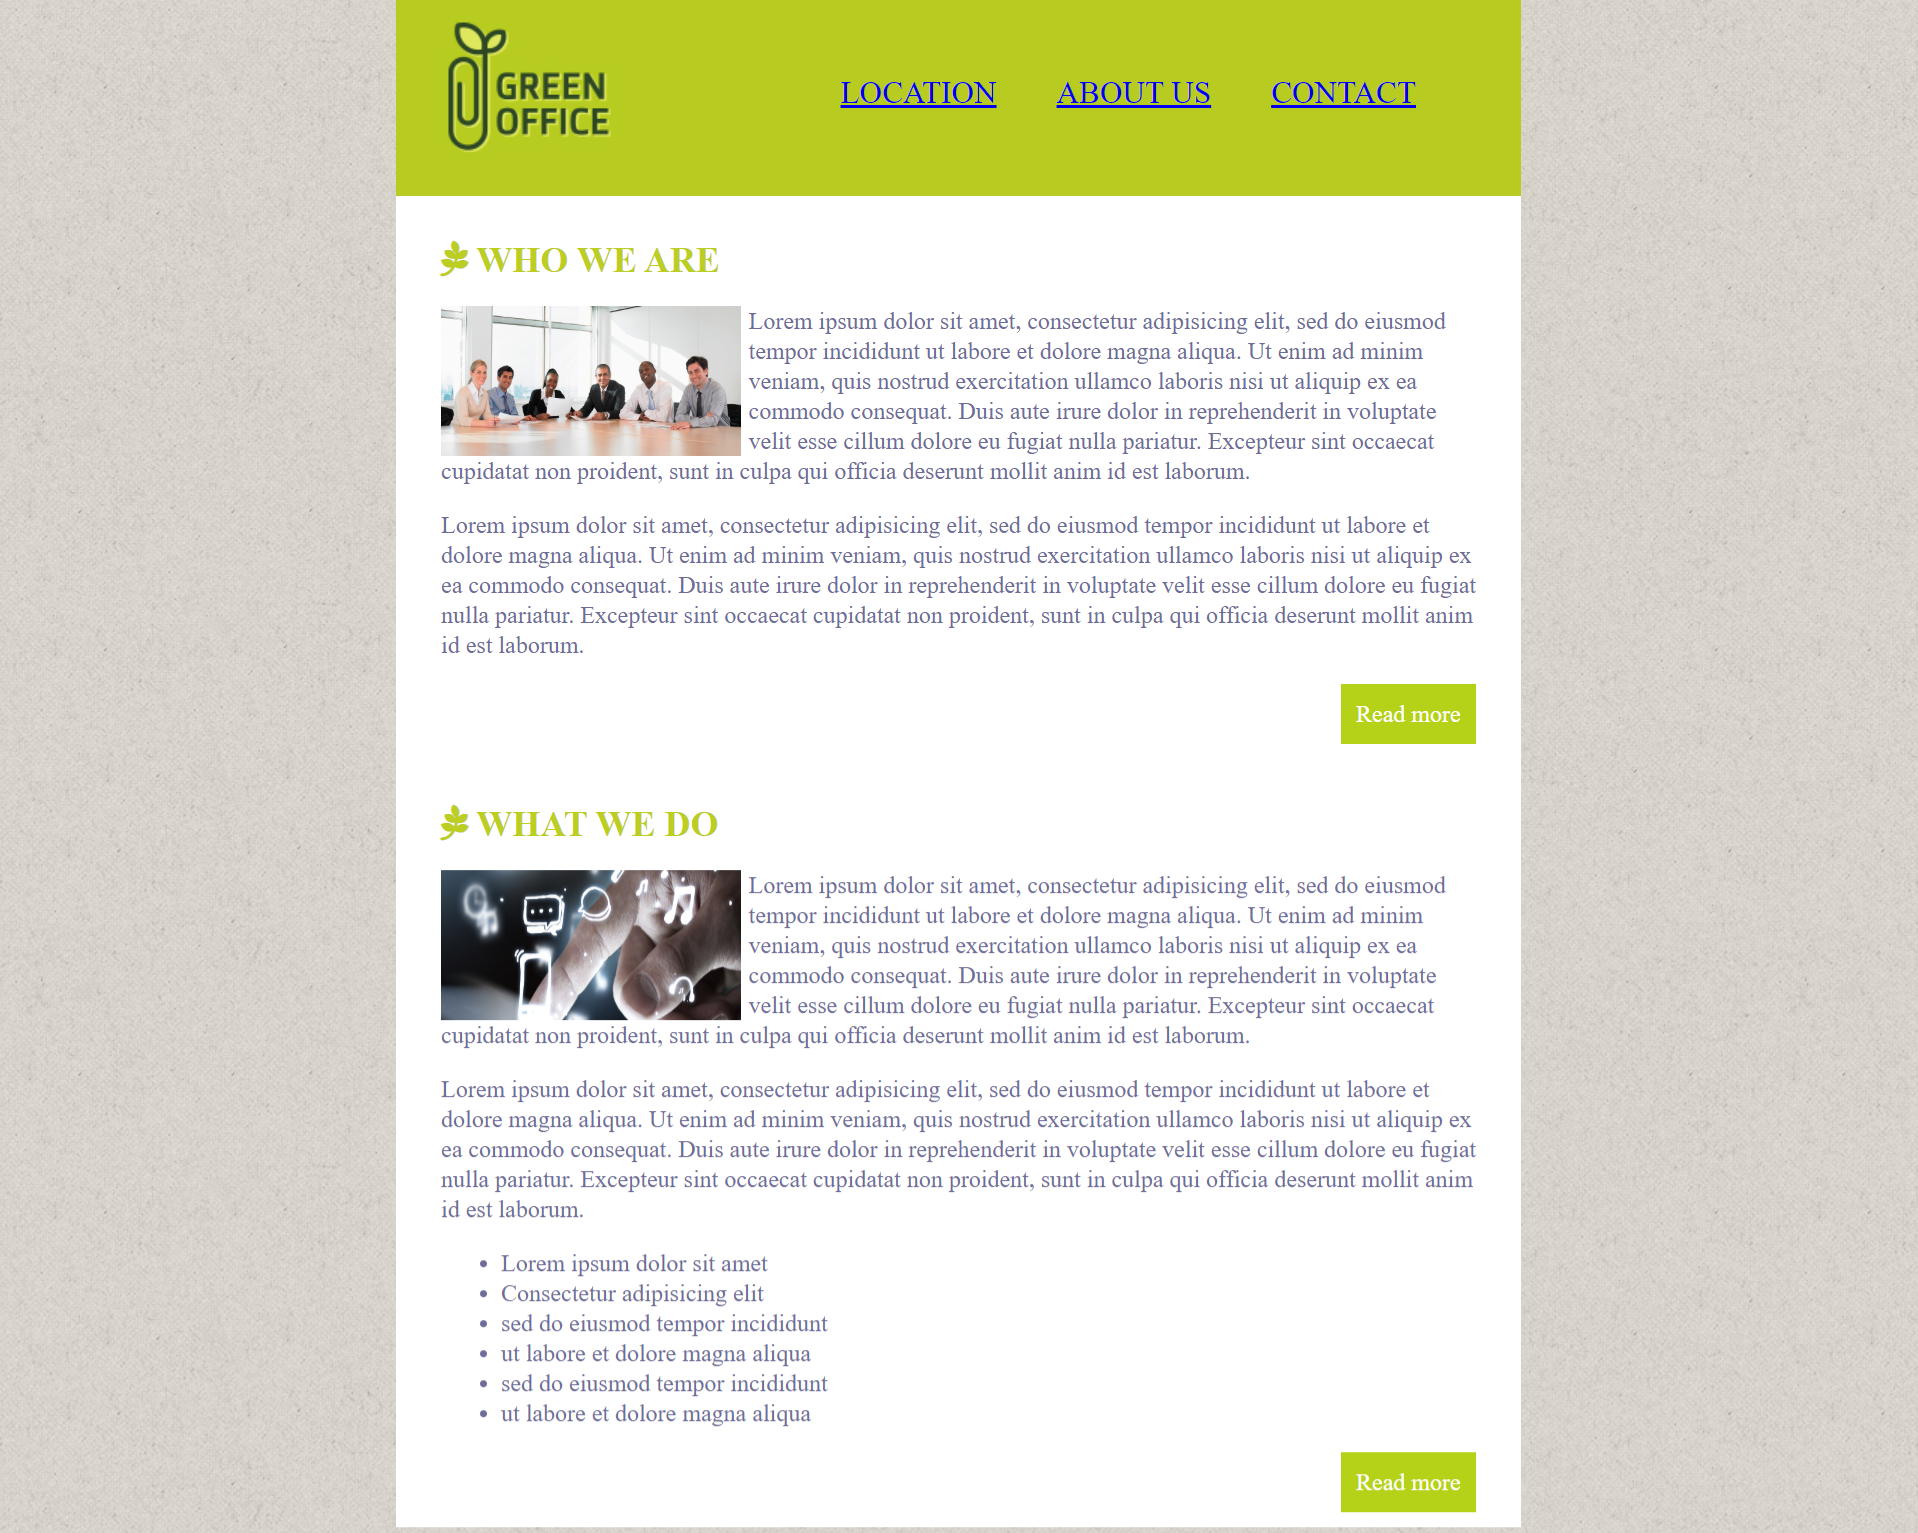 GREEN
OFFICE
LOCATION ABOUT US CONTACT
WHO WE ARE
Lorem ipsum dolor sit amet, consectetur adipisicing elit, sed do eiusmod
tempor incididunt ut labore et dolore magna aliqua. Ut enim ad minim
veniam, quis nostrud exercitation ullamco laboris nisi ut aliquip ex ea
commodo consequat. Duis aute irure dolor in reprehenderit in voluptate
velit esse cillum dolore eu fugiat nulla pariatur. Excepteur sint occaecat
cupidatat non proident, sunt in culpa qui officia deserunt mollit anim id est laborum.
Lorem ipsum dolor sit amet, consectetur adipisicing elit, sed do eiusmod tempor incididunt ut labore et
dolore magna aliqua. Ut enim ad minim veniam, quis nostrud exercitation ullamco laboris nisi ut aliquip ex
ea commodo consequat. Duis aute irure dolor in reprehenderit in voluptate velit esse cillum dolore eu fugiat
nulla pariatur. Excepteur sint occaecat cupidatat non proident, sunt in culpa qui officia deserunt mollit anim
id est laborum.
Read more
WHAT WE DO
Lorem ipsum dolor sit amet, consectetur adipisicing elit, sed do eiusmod
tempor incididunt ut labore et dolore magna aliqua. Ut enim ad minim
veniam, quis nostrud exercitation ullamco laboris nisi ut aliquip ex ea
commodo consequat. Duis aute irure dolor in reprehenderit in voluptate
velit esse cillum dolore eu fugiat nulla pariatur. Excepteur sint occaecat
cupidatat non proident, sunt in culpa qui officia deserunt mollit anim id est laborum.
Lorem ipsum dolor sit amet, consectetur adipisicing elit, sed do eiusmod tempor incididunt ut labore et
dolore magna aliqua. Ut enim ad minim veniam, quis nostrud exercitation ullamco laboris nisi ut aliquip ex
ea commodo consequat. Duis aute irure dolor in reprehenderit in voluptate velit esse cillum dolore eu fugiat
nulla pariatur. Excepteur sint occaecat cupidatat non proident, sunt in culpa qui officia deserunt mollit anim
id est laborum.
• Lorem ipsum dolor sit amet
• Consectetur adipisicing elit
• sed do eiusmod tempor incididunt
• ut labore et dolore magna aliqua
• sed do eiusmod tempor incididunt
• ut labore et dolore magna aliqua
Read more